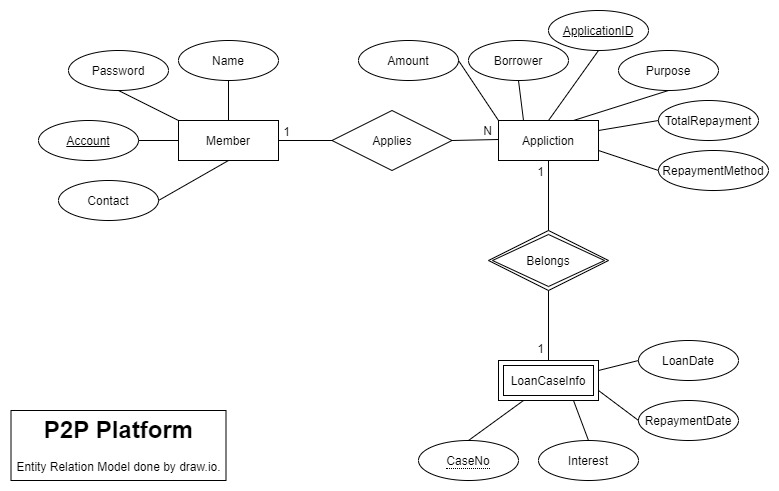 ApplicationID
Amount
Borrower
Name
Password
Purpose
TotalRepayment
1
N
Account
Member
Applies
Appliction
RepaymentMethod
1
Contact
Belongs
1
LoanDate
LoanCaseInfo
RepaymentDate
P2P Platform
CaseNo
Interest
Entity Relation Model done by draw.io.